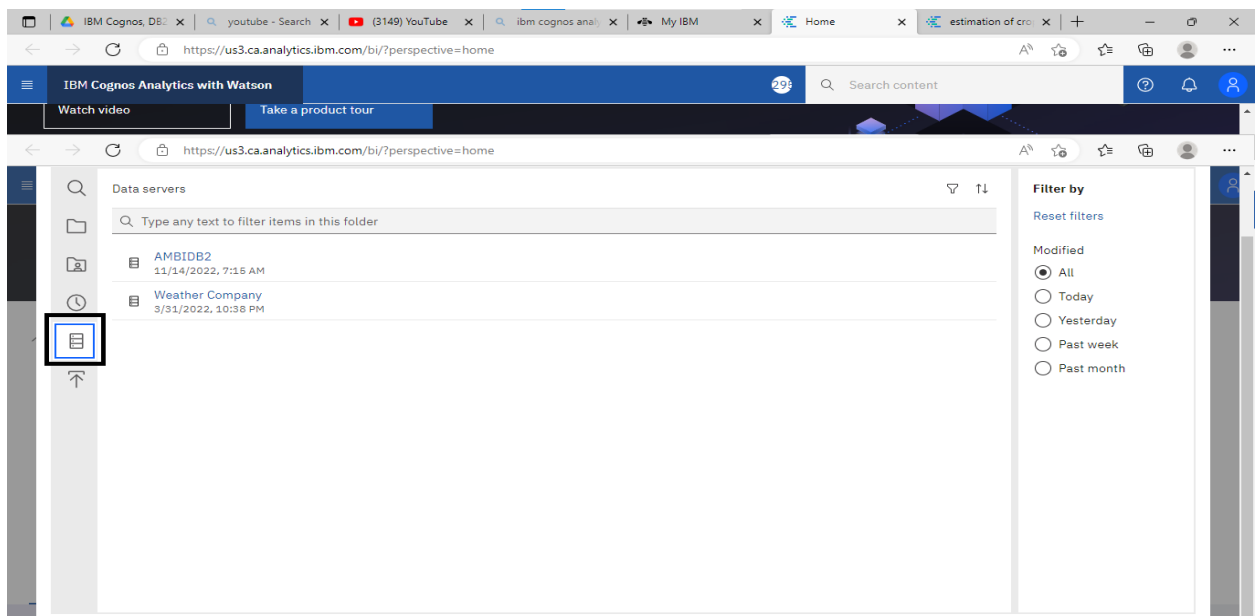 IBM Cognos, DB2
youtube - Search
(3149) YouTube
ibm cognos analy
My IBM
Home
estimation of cro
https://us3.ca.analytics.ibm.com/bi/?perspective=home
IBM Cognos Analytics with Watson
295
Search content
Watch video
Take a product tour
https://us3.ca.analytics.ibm.com/bi/?perspective=home
Data servers
Type any text to filter items in this folder
AMBIDB2
11/14/2022, 7:15 AM
Weather Company
3/31/2022, 10:38 PM
Filter by
Reset filters
Modified
All
Today
Yesterday
Past week
Past month